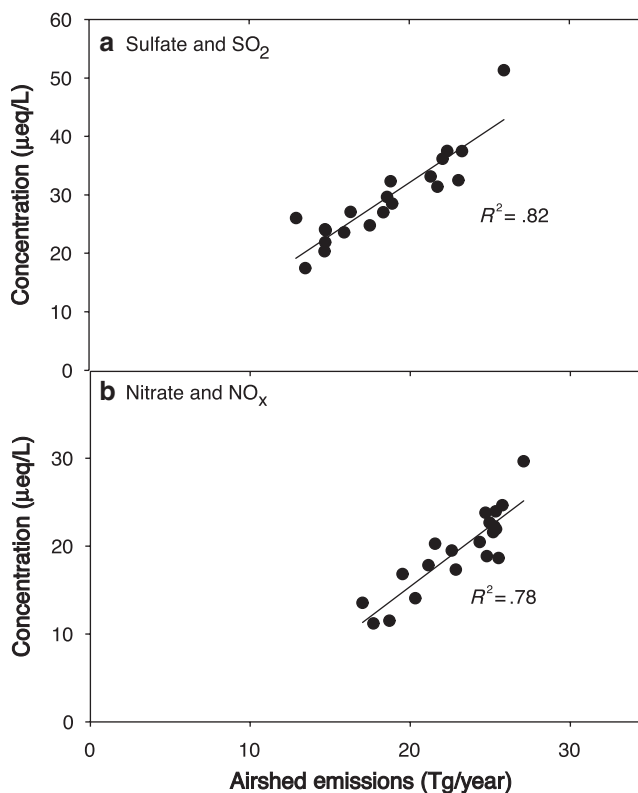 a Sulfate and SO2
60
50
40
30
20
10
0
Concentration (μeq/L)
R2= .82
b Nitrate and NOx
30
20
10
0
Concentration (μeq/L)
R2= .78
0 10 20 30
Airshed emissions (Tg/year)